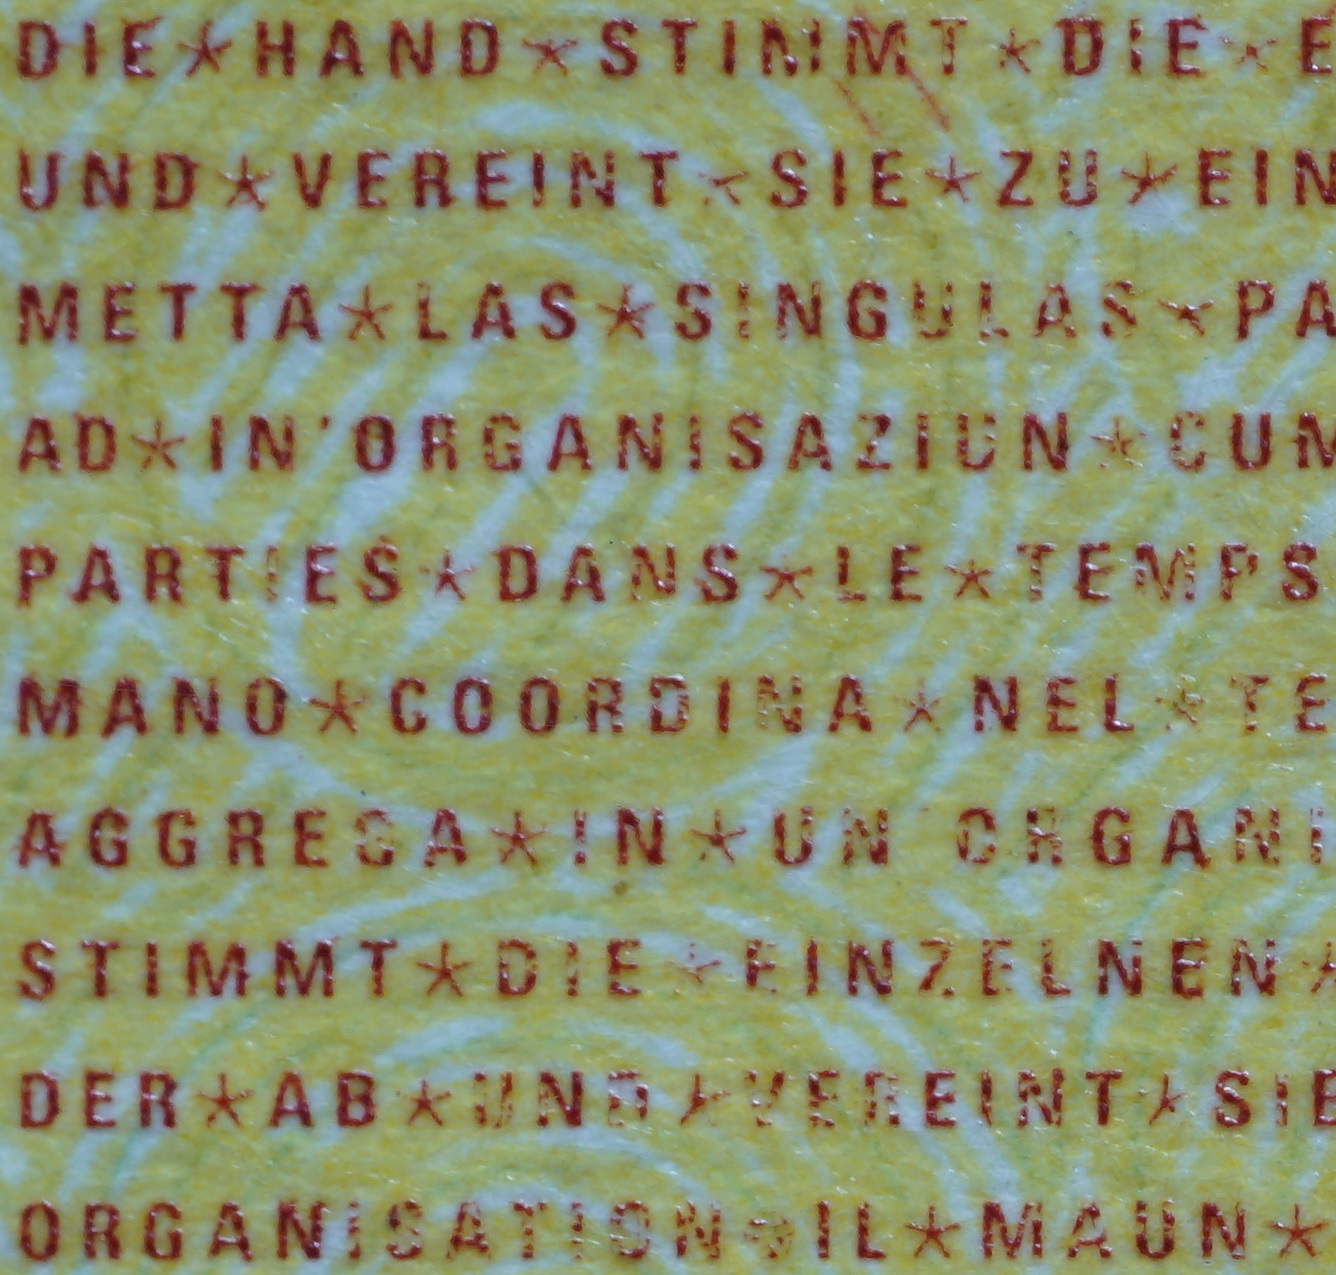 DIE★HAND★STIMMT★DIE★E
UND★VEREINT★SIE★ZU★EIN
METTA★LAS★SINGULAS★PA
AD★IN'ORGANISAZIUN★CUM
PARTIES★DANS★LE★TEMPS
MANO★COORDINA★NEL★TE
AGGREGA★IN★UN'ORGANI
STIMMT★DIE★EINZELNEN★
DER★AB★UND★VEREINT★SIE
ORGANISATION★IL★MAUN★